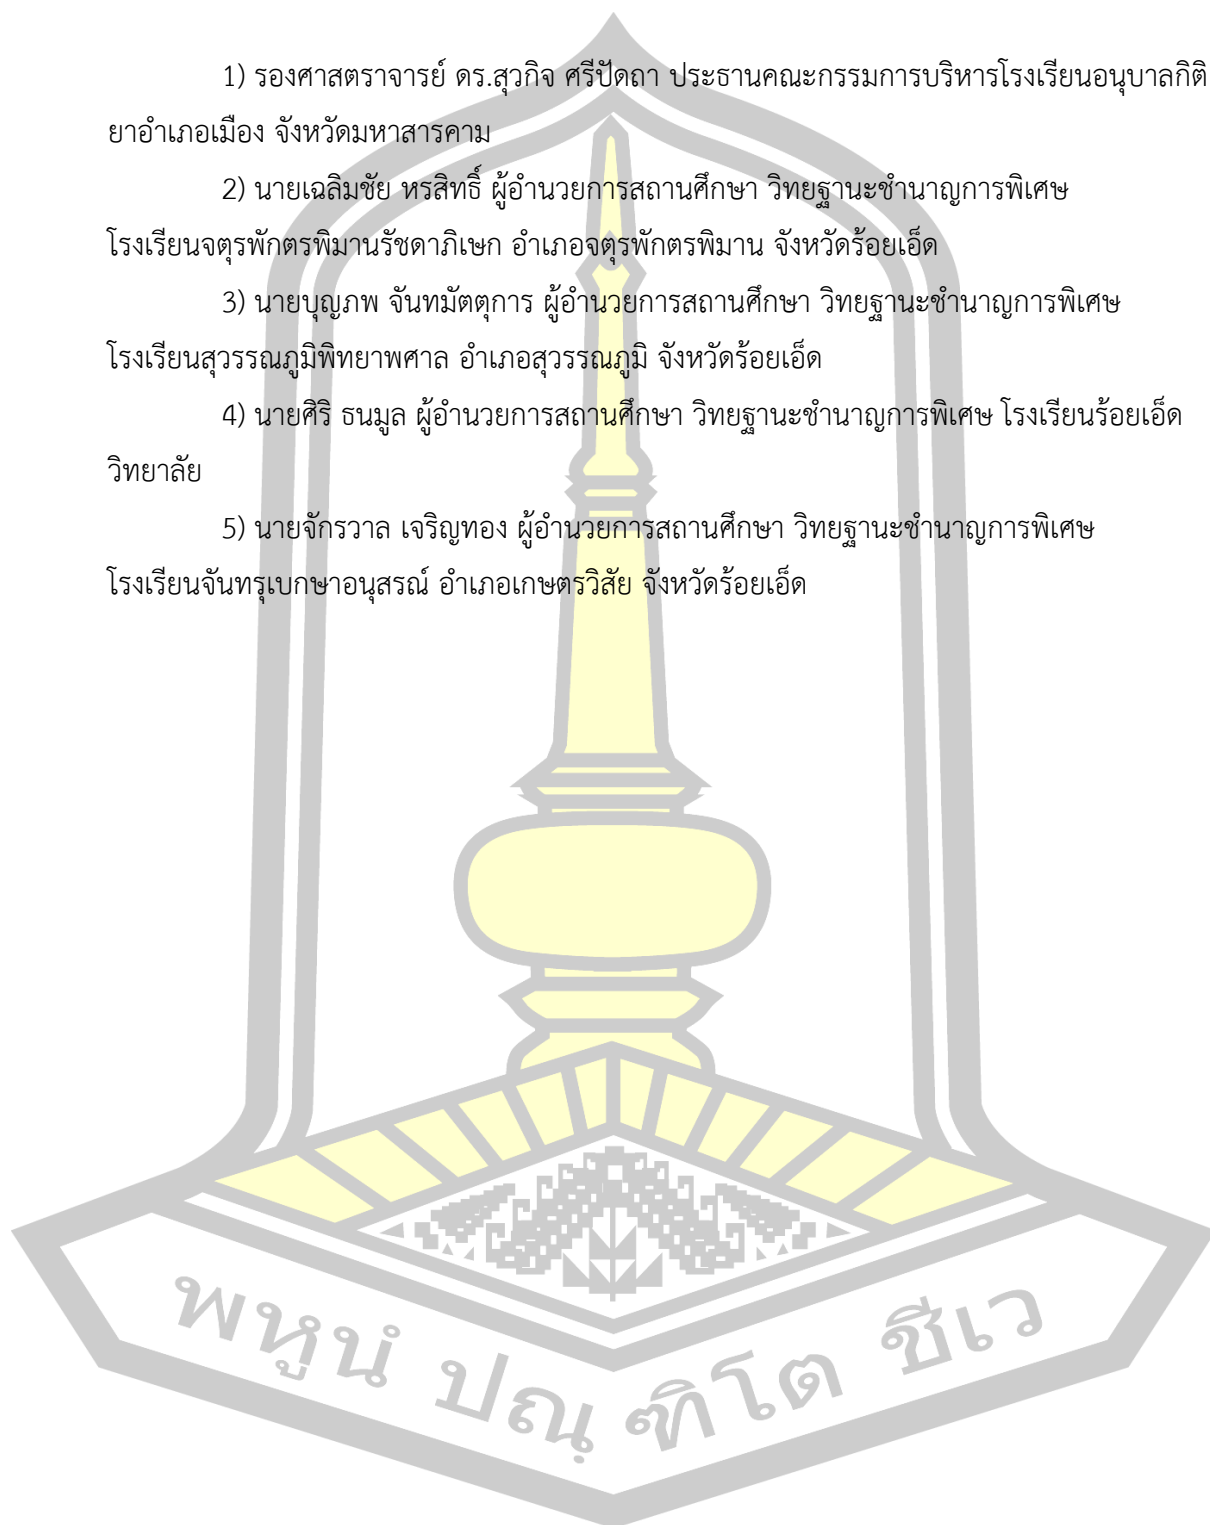 1) รองศาสตราจารย์ ดร.สุวกิจ ศรีปัดถา ประธานคณะกรรมการบริหารโรงเรียนอนุบาลกิติ
ยาอำเภอเมือง จังหวัดมหาสารคาม
2) นายเฉลิมชัย หรสิทธิ์ ผู้อำนวยการสถานศึกษา วิทยฐานะชำนาญการพิเศษ
โรงเรียนจตุรพักตรพิมานรัชดาภิเษก อำเภอจตุรพักตรพิมาน จังหวัดร้อยเอ็ด
3) นายบุญภพ จันทมัตตุการ ผู้อำนวยการสถานศึกษา วิทยฐานะชำนาญการพิเศษ
โรงเรียนสุวรรณภูมิพิทยาพศาล อำเภอสุวรรณภูมิ จังหวัดร้อยเอ็ด
4) นายศิริ ธนมูล ผู้อำนวยการสถานศึกษา วิทยฐานะชำนาญการพิเศษ โรงเรียนร้อยเอ็ด
วิทยาลัย
5) นายจักรวาล เจริญทอง ผู้อำนวยการสถานศึกษา วิทยฐานะชำนาญการพิเศษ
โรงเรียนจันทรุเบกษาอนุสรณ์ อำเภอเกษตรวิสัย จังหวัดร้อยเอ็ด
พหูนํ ปณฺฑิโต ชีเว